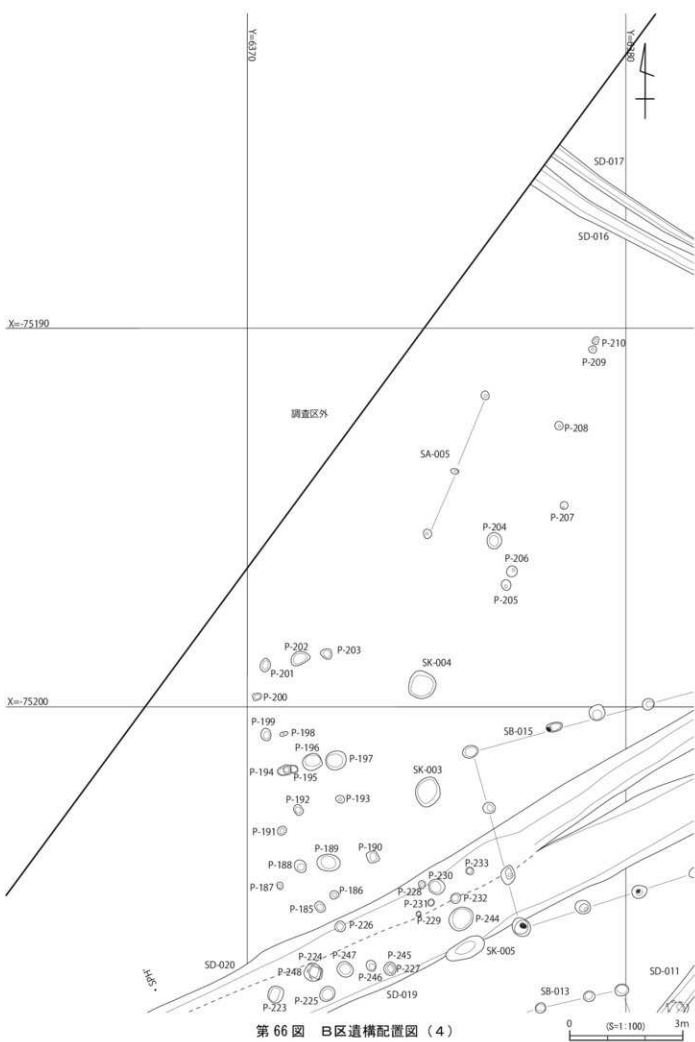 Y=6370
Y=6380
SD-017
SD-016
X=-75190
P-210
P-209
調査区外
P-208
SA-005
P-207
P-204
P-206
P-205
P-202
P-203
P-201
SK-004
P-200
X=-75200
P-199
P-198
SB-015
P-196
P-197
P-194
P-195
SK-003
P-193
P-192
P-191
P-189
P-190
P-188
P-233
P-230
P-187
P-228
P-186
P-232
P-231
P-185
P-229
P-244
P-226
SK-005
SD-020
P-224
P-247
P-245
P-248
P-227
P-246
SD-011
SPH-
P-223
P-225
SD-019
SB-013
第66図 B区遺構配置図(4)
0 (S=1:100) 3m